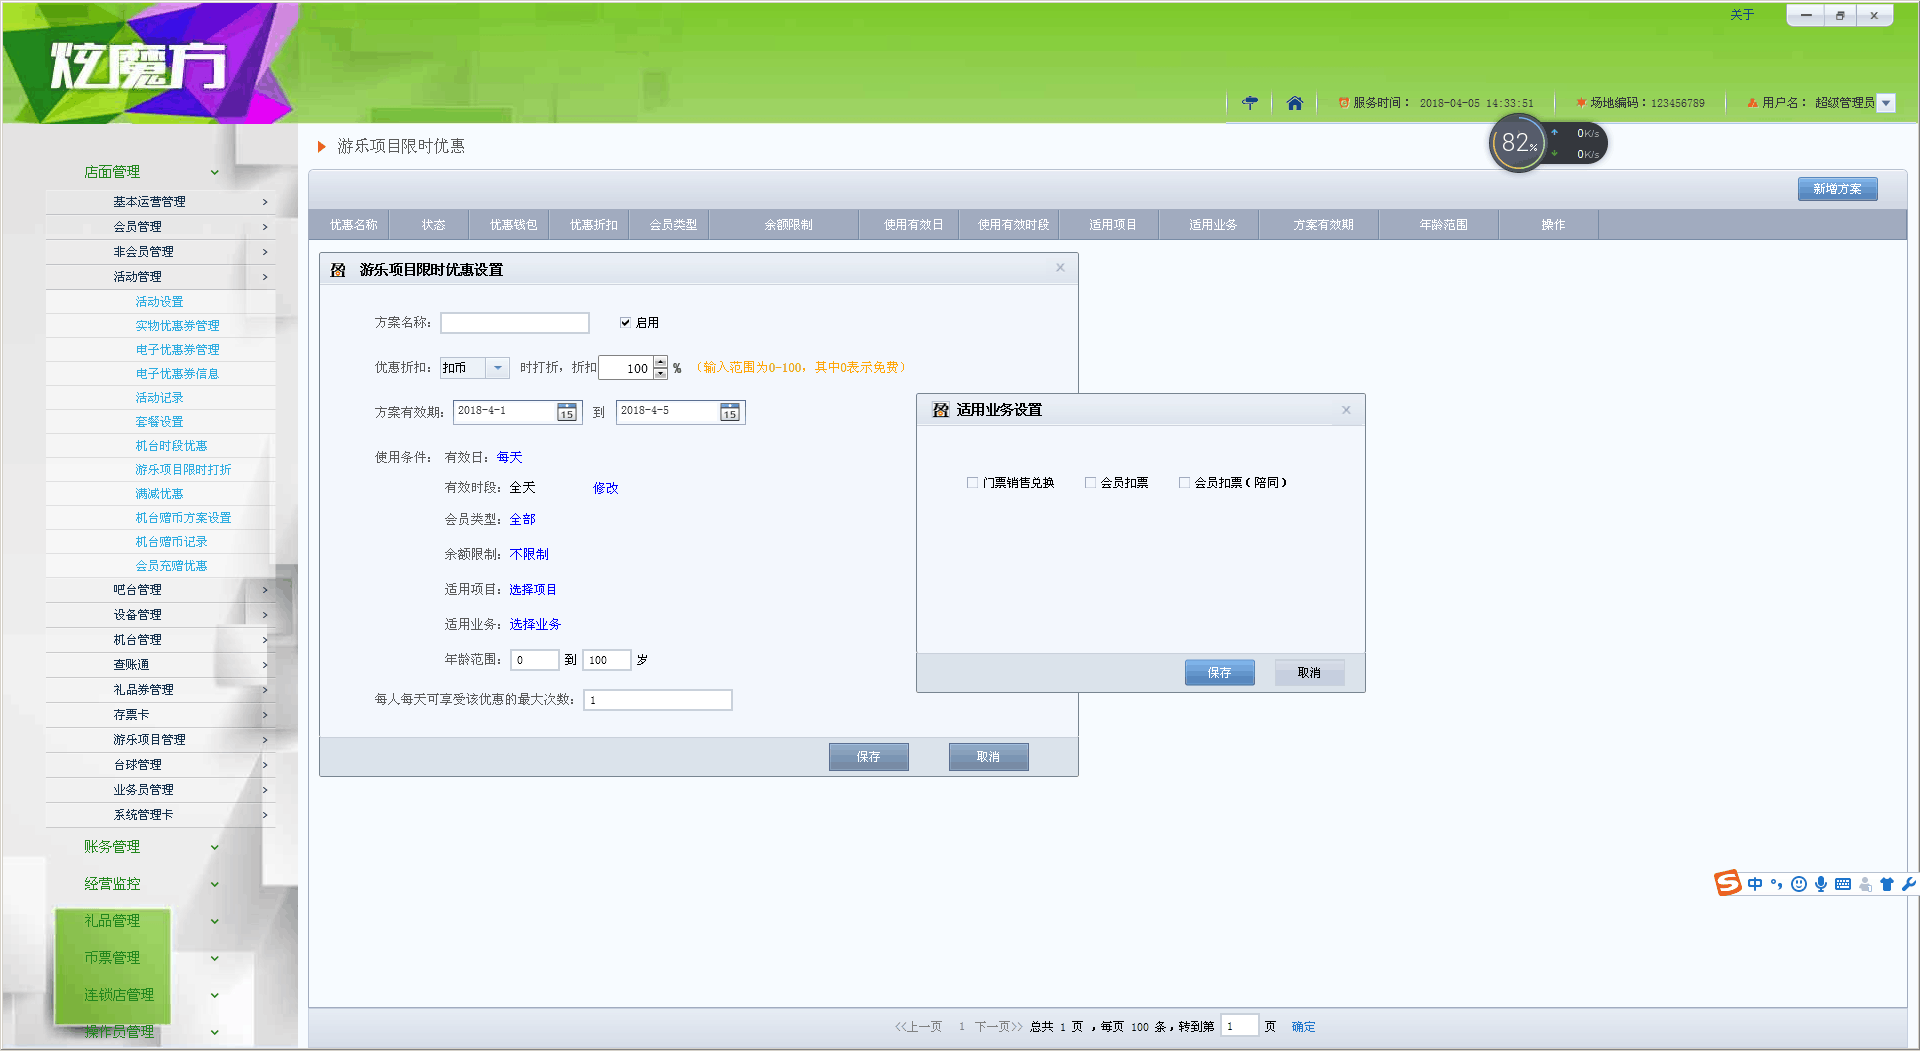 炫魔方
关于
服务时间： 2018-04-05 14:33:51
场地编码：123456789
用户名： 超级管理员
82%
0K/s
0K/s
店面管理
基本运营管理
会员管理
非会员管理
活动管理
活动设置
实物优惠券管理
电子优惠券管理
电子优惠券信息
活动记录
套餐设置
机台时段优惠
游乐项目限时打折
满减优惠
机台赠币方案设置
机台赠币记录
会员充赠优惠
吧台管理
设备管理
机台管理
查账通
礼品券管理
存票卡
游乐项目管理
台球管理
业务员管理
系统管理卡
账务管理
经营监控
礼品管理
币票管理
连锁店管理
操作员管理
游乐项目限时优惠
新增方案
优惠名称 状态 优惠钱包 优惠折扣 会员类型 余额限制 使用有效日 使用有效时段 适用项目 适用业务 方案有效期 年龄范围 操作
游乐项目限时优惠设置
方案名称： 启用
优惠折扣： 扣币 时打折，折扣 100 % （输入范围为0-100，其中0表示免费）
方案有效期： 2018-4-1 15 到 2018-4-5 15
使用条件： 有效日： 每天
有效时段： 全天 修改
会员类型： 全部
余额限制： 不限制
适用项目： 选择项目
适用业务： 选择业务
年龄范围： 0 到 100 岁
每人每天可享受该优惠的最大次数： 1
保存 取消
适用业务设置
门票销售兑换 会员扣票 会员扣票（陪同）
保存 取消
中
<<上一页 1 下一页>> 总共 1 页 ，每页 100 条，转到第 1 页 确定